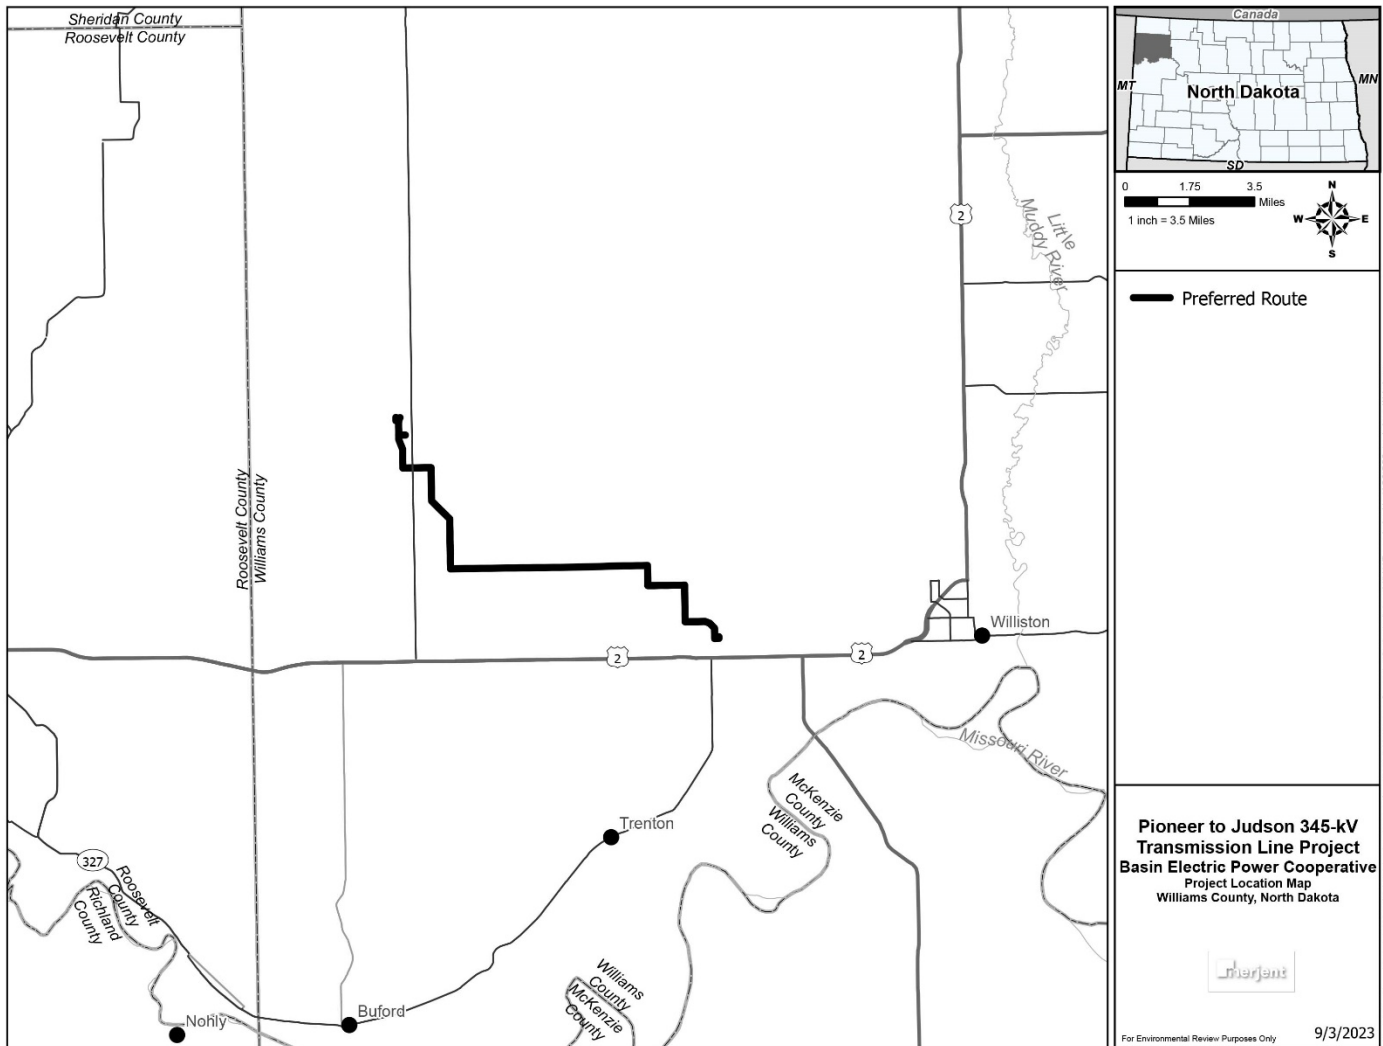 Sheridan County
Roosevelt County
2
Little
Muddy River
Roosevelt County
Williams County
Williston
2
2
Missouri River
McKenzie
County
Williams
County
Trenton
327
Roosevelt
County
Richland
County
Williams
County
McKenzie
County
Buford
Nohly
Canada
MT
North Dakota
MN
SD
0 1.75 3.5
Miles
1 inch = 3.5 Miles
N
W E
S
Preferred Route
Pioneer to Judson 345-kV
Transmission Line Project
Basin Electric Power Cooperative
Project Location Map
Williams County, North Dakota
merjent
For Environmental Review Purposes Only
9/3/2023